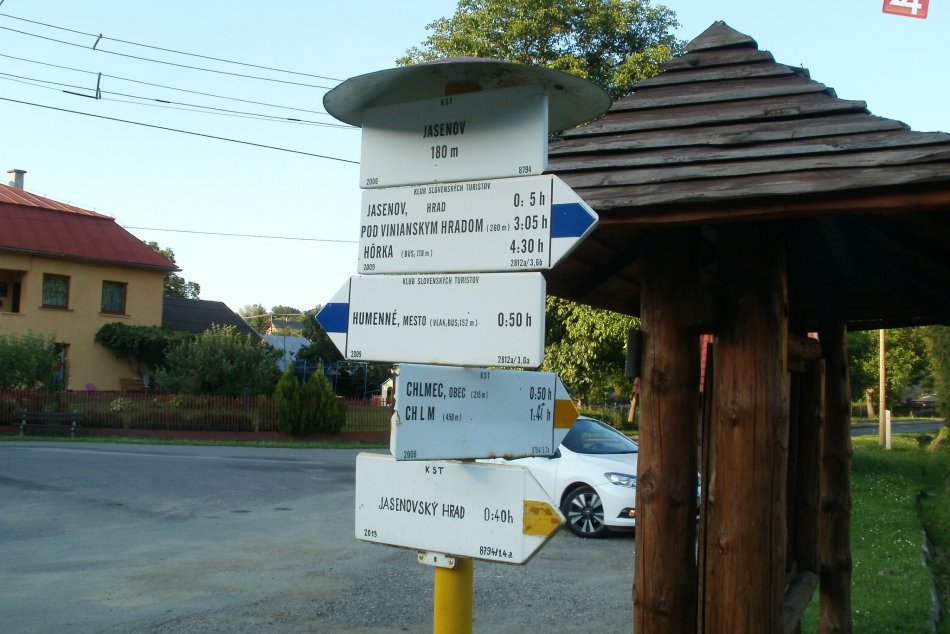 24
KST
JASENOV
180 m
2006 8794
KLUB SLOVENSKÝCH TURISTOV
JASENOV, HRAD 0: 5 h
POD VINIANSKYM HRADOM (260 m) 3:05 h
HÔRKA (BUS, 118 m) 4:30 h
2009 2812a/3,6b
KLUB SLOVENSKÝCH TURISTOV
HUMENNÉ, MESTO (VLAK,BUS,152 m) 0:50 h
2009 2812a/3,6a
KST
CHLMEC, OBEC (215 m) 0:50 h
CHLM (450 m) h
2006
KST
JASENOVSKÝ HRAD 0:40h
2015 8794/14a